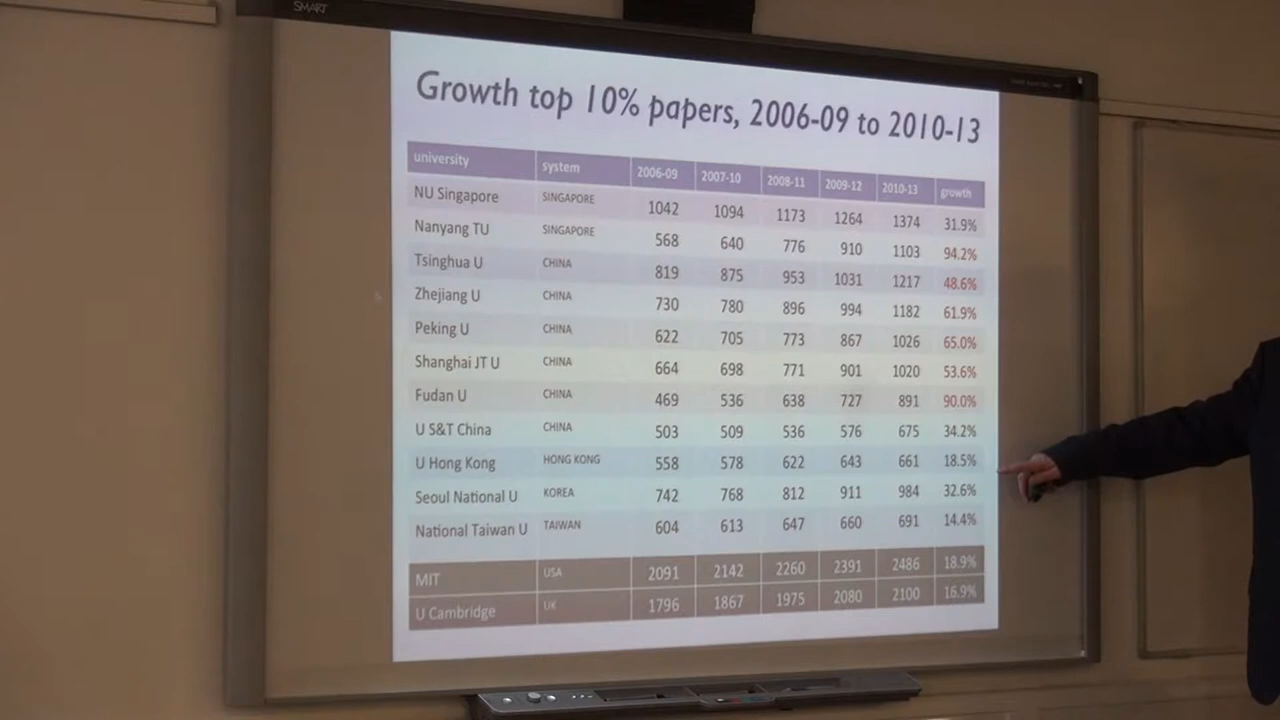 SMART
Growth top 10% papers, 2006-09 to 2010-13
university system 2006-09 2007-10 2008-11 2009-12 2010-13 growth
NU Singapore SINGAPORE 1042 1094 1173 1264 1374 31.9%
Nanyang TU SINGAPORE 568 640 776 910 1103 94.2%
Tsinghua U CHINA 819 875 953 1031 1217 48.6%
Zhejiang U CHINA 730 780 896 994 1182 61.9%
Peking U CHINA 622 705 773 867 1026 65.0%
Shanghai JT U CHINA 664 698 771 901 1020 53.6%
Fudan U CHINA 469 536 638 727 891 90.0%
U S&T China CHINA 503 509 536 576 675 34.2%
U Hong Kong HONG KONG 558 578 622 643 661 18.5%
Seoul National U KOREA 742 768 812 911 984 32.6%
National Taiwan U TAIWAN 604 613 647 660 691 14.4%
MIT USA 2091 2142 2260 2391 2486 18.9%
U Cambridge UK 1796 1867 1975 2080 2100 16.9%